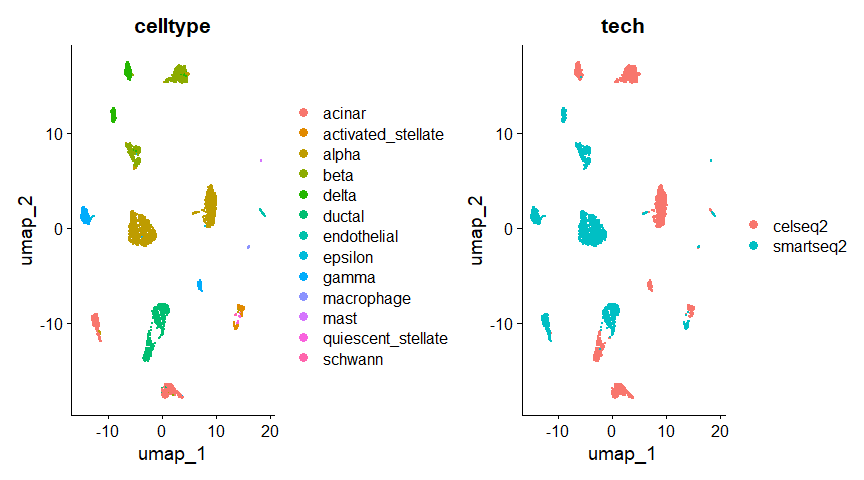 celltype
umap_2
10
0
-10
-10
0
10
20
umap_1
acinar
activated_stellate
alpha
beta
delta
ductal
endothelial
epsilon
gamma
macrophage
mast
quiescent_stellate
schwann
tech
umap_2
10
0
-10
-10
0
10
20
umap_1
celseq2
smartseq2